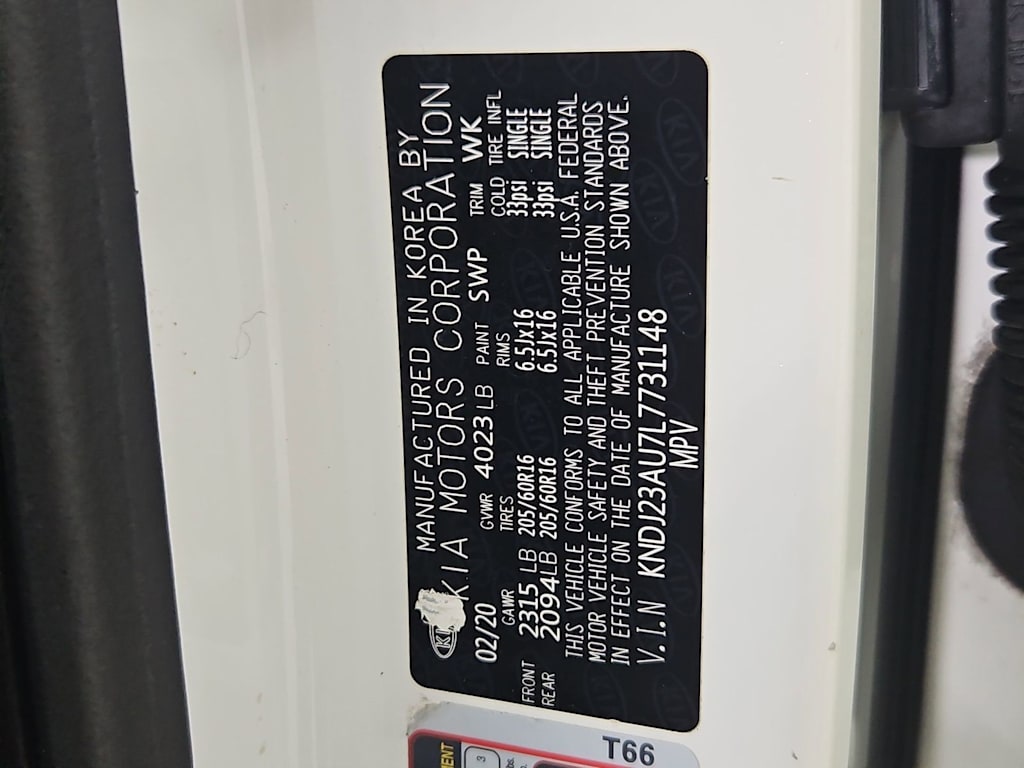 MANUFACTURED IN KOREA BY
KIA MOTORS CORPORATION
02/20 GVWR 4023 LB PAINT SWP TRIM WK
GAWR TIRES RIMS COLD TIRE INFL
FRONT 2315 LB 205/60R16 6.5Jx16 33psi SINGLE
REAR 2094 LB 205/60R16 6.5Jx16 33psi SINGLE
THIS VEHICLE CONFORMS TO ALL APPLICABLE U.S.A. FEDERAL
MOTOR VEHICLE SAFETY AND THEFT PREVENTION STANDARDS
IN EFFECT ON THE DATE OF MANUFACTURE SHOWN ABOVE.
V.I.N KNDJ23AU7L7731148
MPV
T66